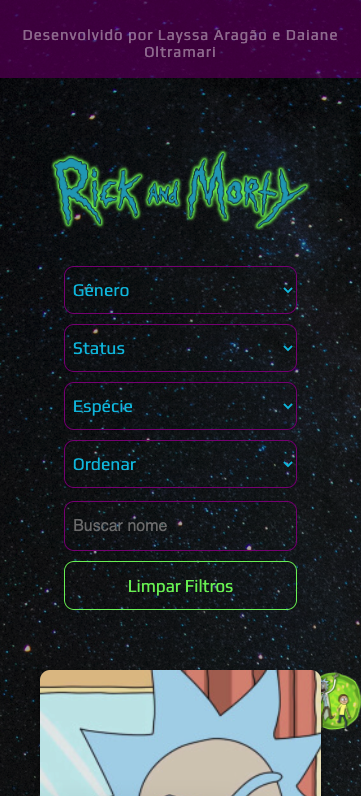 Desenvolvido por Layssa Aragão e Daiane
Oltramari
Rick and Morty
Gênero
Status
Espécie
Ordenar
Buscar nome
Limpar Filtros